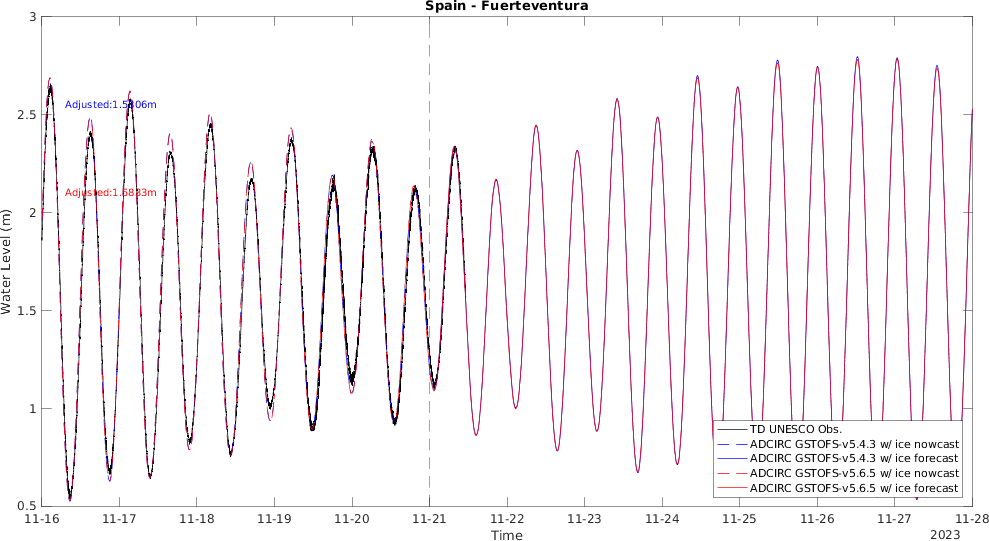 Spain - Fuerteventura
Water Level (m)
3
2.5
2
1.5
1
0.5
Adjusted:1.5806m
Adjusted:1.6833m
TD UNESCO Obs.
ADCIRC GSTOFS-v5.4.3 w/ ice nowcast
ADCIRC GSTOFS-v5.4.3 w/ ice forecast
ADCIRC GSTOFS-v5.6.5 w/ ice nowcast
ADCIRC GSTOFS-v5.6.5 w/ ice forecast
11-16 11-17 11-18 11-19 11-20 11-21 11-22 11-23 11-24 11-25 11-26 11-27 11-28
Time
2023